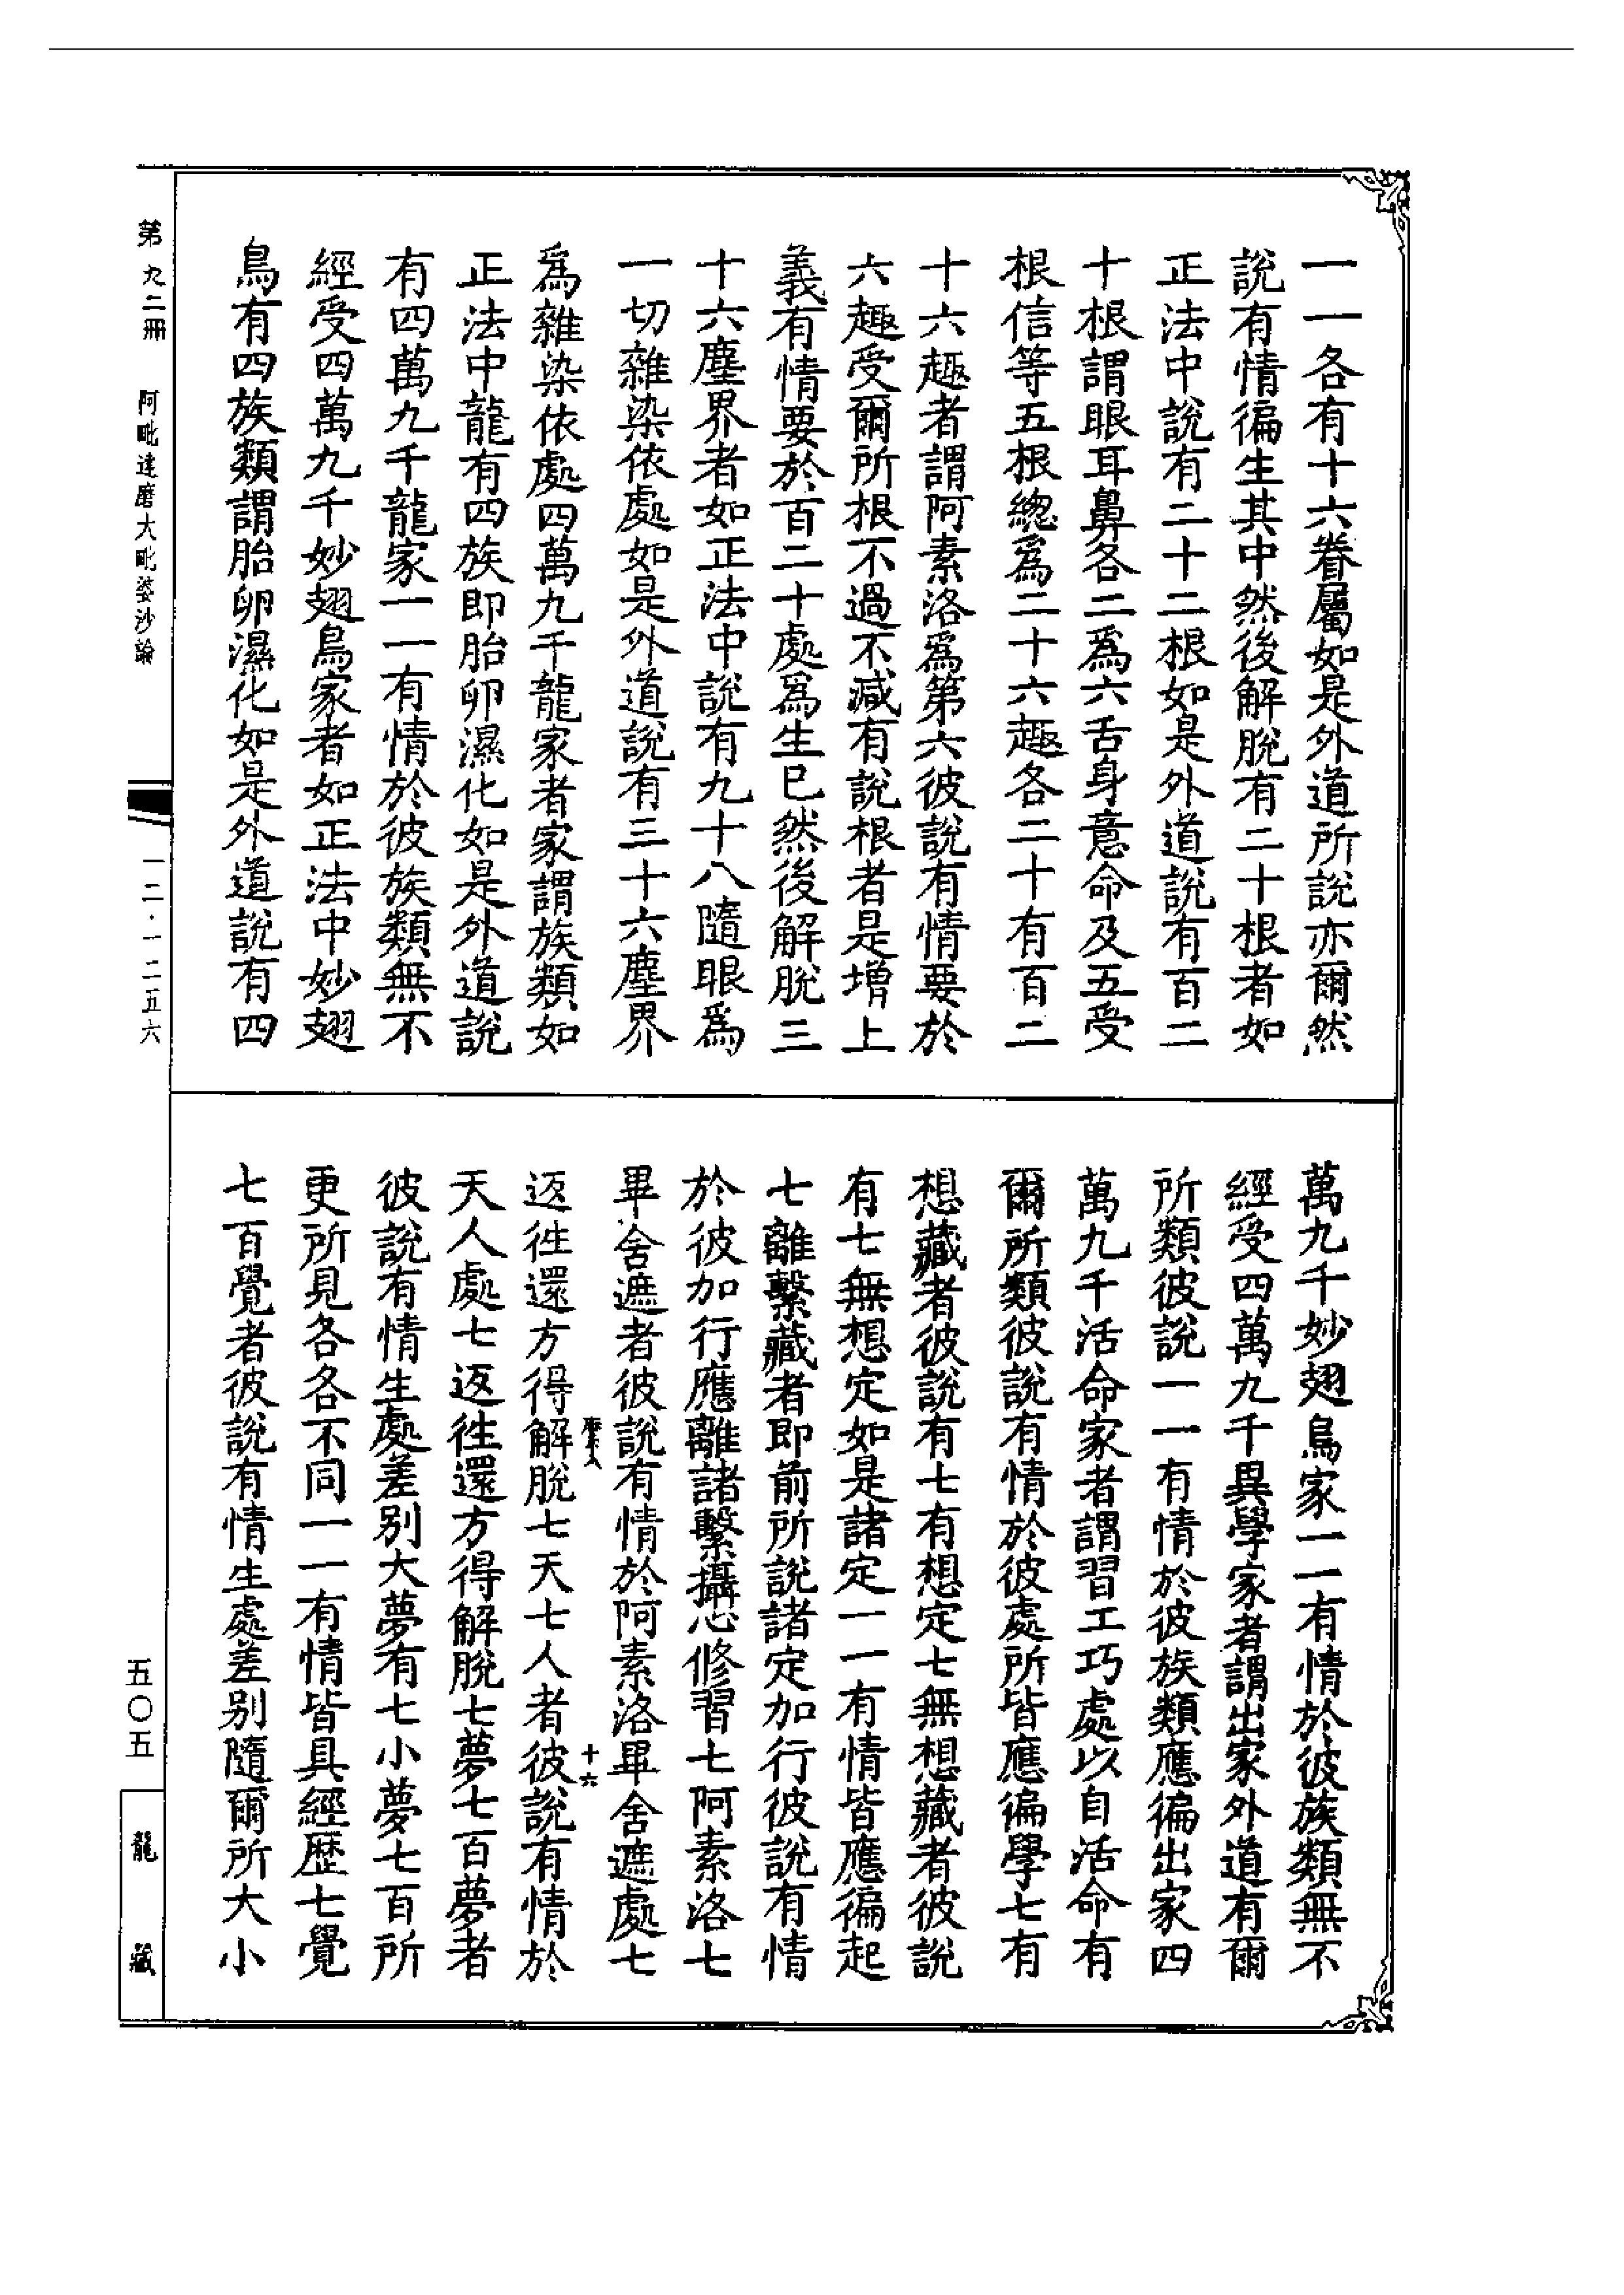 一一各有十六眷屬如是外道所說亦爾然
說有情徧生其中然後解脫有二十根者如
正法中說有二十二根如是外道說有百二
十根謂眼耳鼻各二爲六舌身意命及五受
根信等五根總爲二十六趣各二十有百二
十六趣者謂阿素洛爲第六彼說有情要於
六趣受爾所根不過不減有說根者是增上
義有情要於百二十處爲生已然後解脫三
十六塵界者如正法中說有九十八隨眠爲
一切雜染依處如是外道說有三十六塵界
爲雜染依處四萬九千龍家者家謂族類如
正法中龍有四族即胎卵濕化如是外道說
有四萬九千龍家一一有情於彼族類無不
經受四萬九千妙翅鳥家者如正法中妙翅
鳥有四族類謂胎卵濕化如是外道說有四
萬九千妙翅鳥家一一有情於彼族類無不
經受四萬九千異學家者謂出家外道有爾
所類彼說一一有情於彼族類應徧出家四
萬九千活命家者謂習工巧處以自活命有
爾所類彼說有情於彼處所皆應徧學七有
想藏者彼說有七有想定七無想藏者彼說
有七無想定如是諸定一一有情皆應徧起
七離繫藏者即前所說諸定加行彼說有情
於彼加行應離諸繫攝心修習七阿素洛七
畢舍遮者彼說有情於阿素洛畢舍遮處七
十六
返徃還方得解脫七天七人者彼說有情於
天人處七返徃還方得解脫七夢七百夢者
彼說有情生處差別大夢有七小夢七百所
更所見各各不同一一有情皆具經歷七覺
七百覺者彼說有情生處差別隨爾所大小
第九二冊 阿毗達磨大毗婆沙論
一二·一二五六
五〇五
龍藏